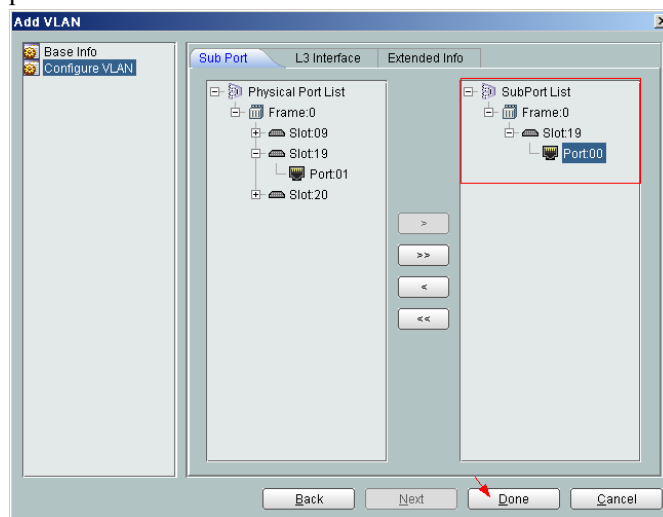 Add VLAN
Base Info
Configure VLAN
Sub Port
L3 Interface
Extended Info
Physical Port List
Frame:0
Slot:09
Slot:19
Port:01
Slot:20
>
>>
<
<<
SubPort List
Frame:0
Slot:19
Port:00
Back
Next
Done
Cancel